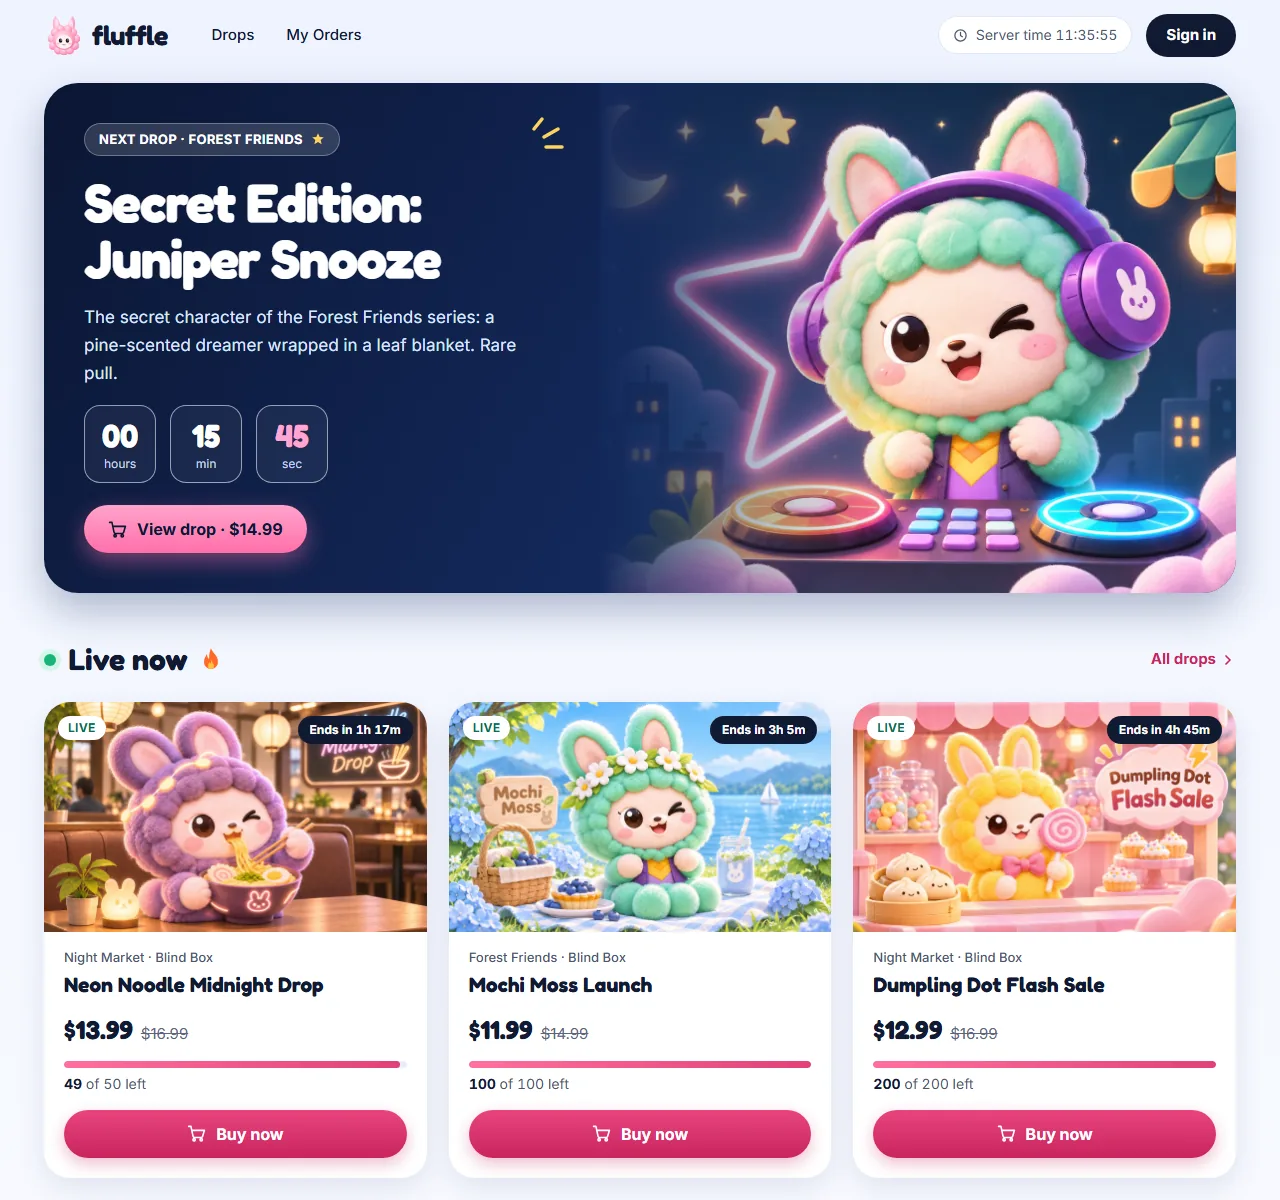 fluffle
Drops
My Orders
Server time 11:35:55
Sign in
NEXT DROP · FOREST FRIENDS
Secret Edition:
Juniper Snooze
The secret character of the Forest Friends series: a
pine-scented dreamer wrapped in a leaf blanket. Rare
pull.
00
hours
15
min
45
sec
View drop · $14.99
Live now
All drops
LIVE
Ends in 1h 17m
Drop
Night Market · Blind Box
Neon Noodle Midnight Drop
$13.99 $16.99
49 of 50 left
Buy now
LIVE
Ends in 3h 5m
Mochi
Moss
Forest Friends · Blind Box
Mochi Moss Launch
$11.99 $14.99
100 of 100 left
Buy now
LIVE
Ends in 4h 45m
Dumpling Dot
Flash Sale
Night Market · Blind Box
Dumpling Dot Flash Sale
$12.99 $16.99
200 of 200 left
Buy now